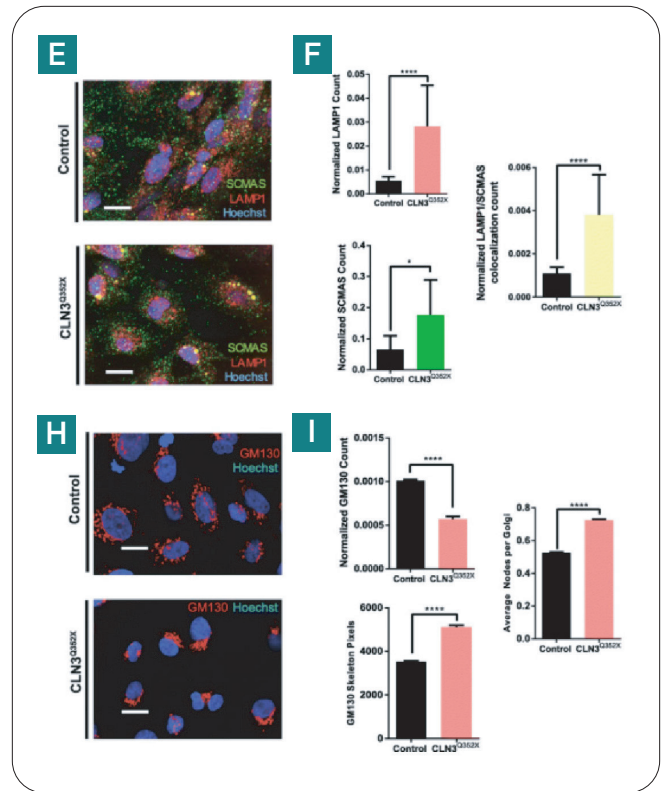 E
Control
SCMAS
LAMP1
Hoechst
CLN3Q352X
SCMAS
LAMP1
Hoechst
F
Normalized LAMP1 Count
0.05
0.04
0.03
0.02
0.01
0.00
****
Control CLN3Q352X
Normalized SCMAS Count
0.4
0.3
0.2
0.1
0.0
*
Control CLN3Q352X
Normalized LAMP1/SCMAS
colocalization count
0.006
0.004
0.002
0.000
****
Control CLN3Q352X
H
Control
GM130
Hoechst
CLN3Q352X
GM130 Hoechst
I
Normalized GM130 Count
0.0015
0.0010
0.0005
0.0000
****
Control CLN3Q352X
GM130 Skeleton Pixels
6000
4000
2000
0
****
Control CLN3Q352X
Average Nodes per Golgi
0.8
0.6
0.4
0.2
0.0
****
Control CLN3Q352X